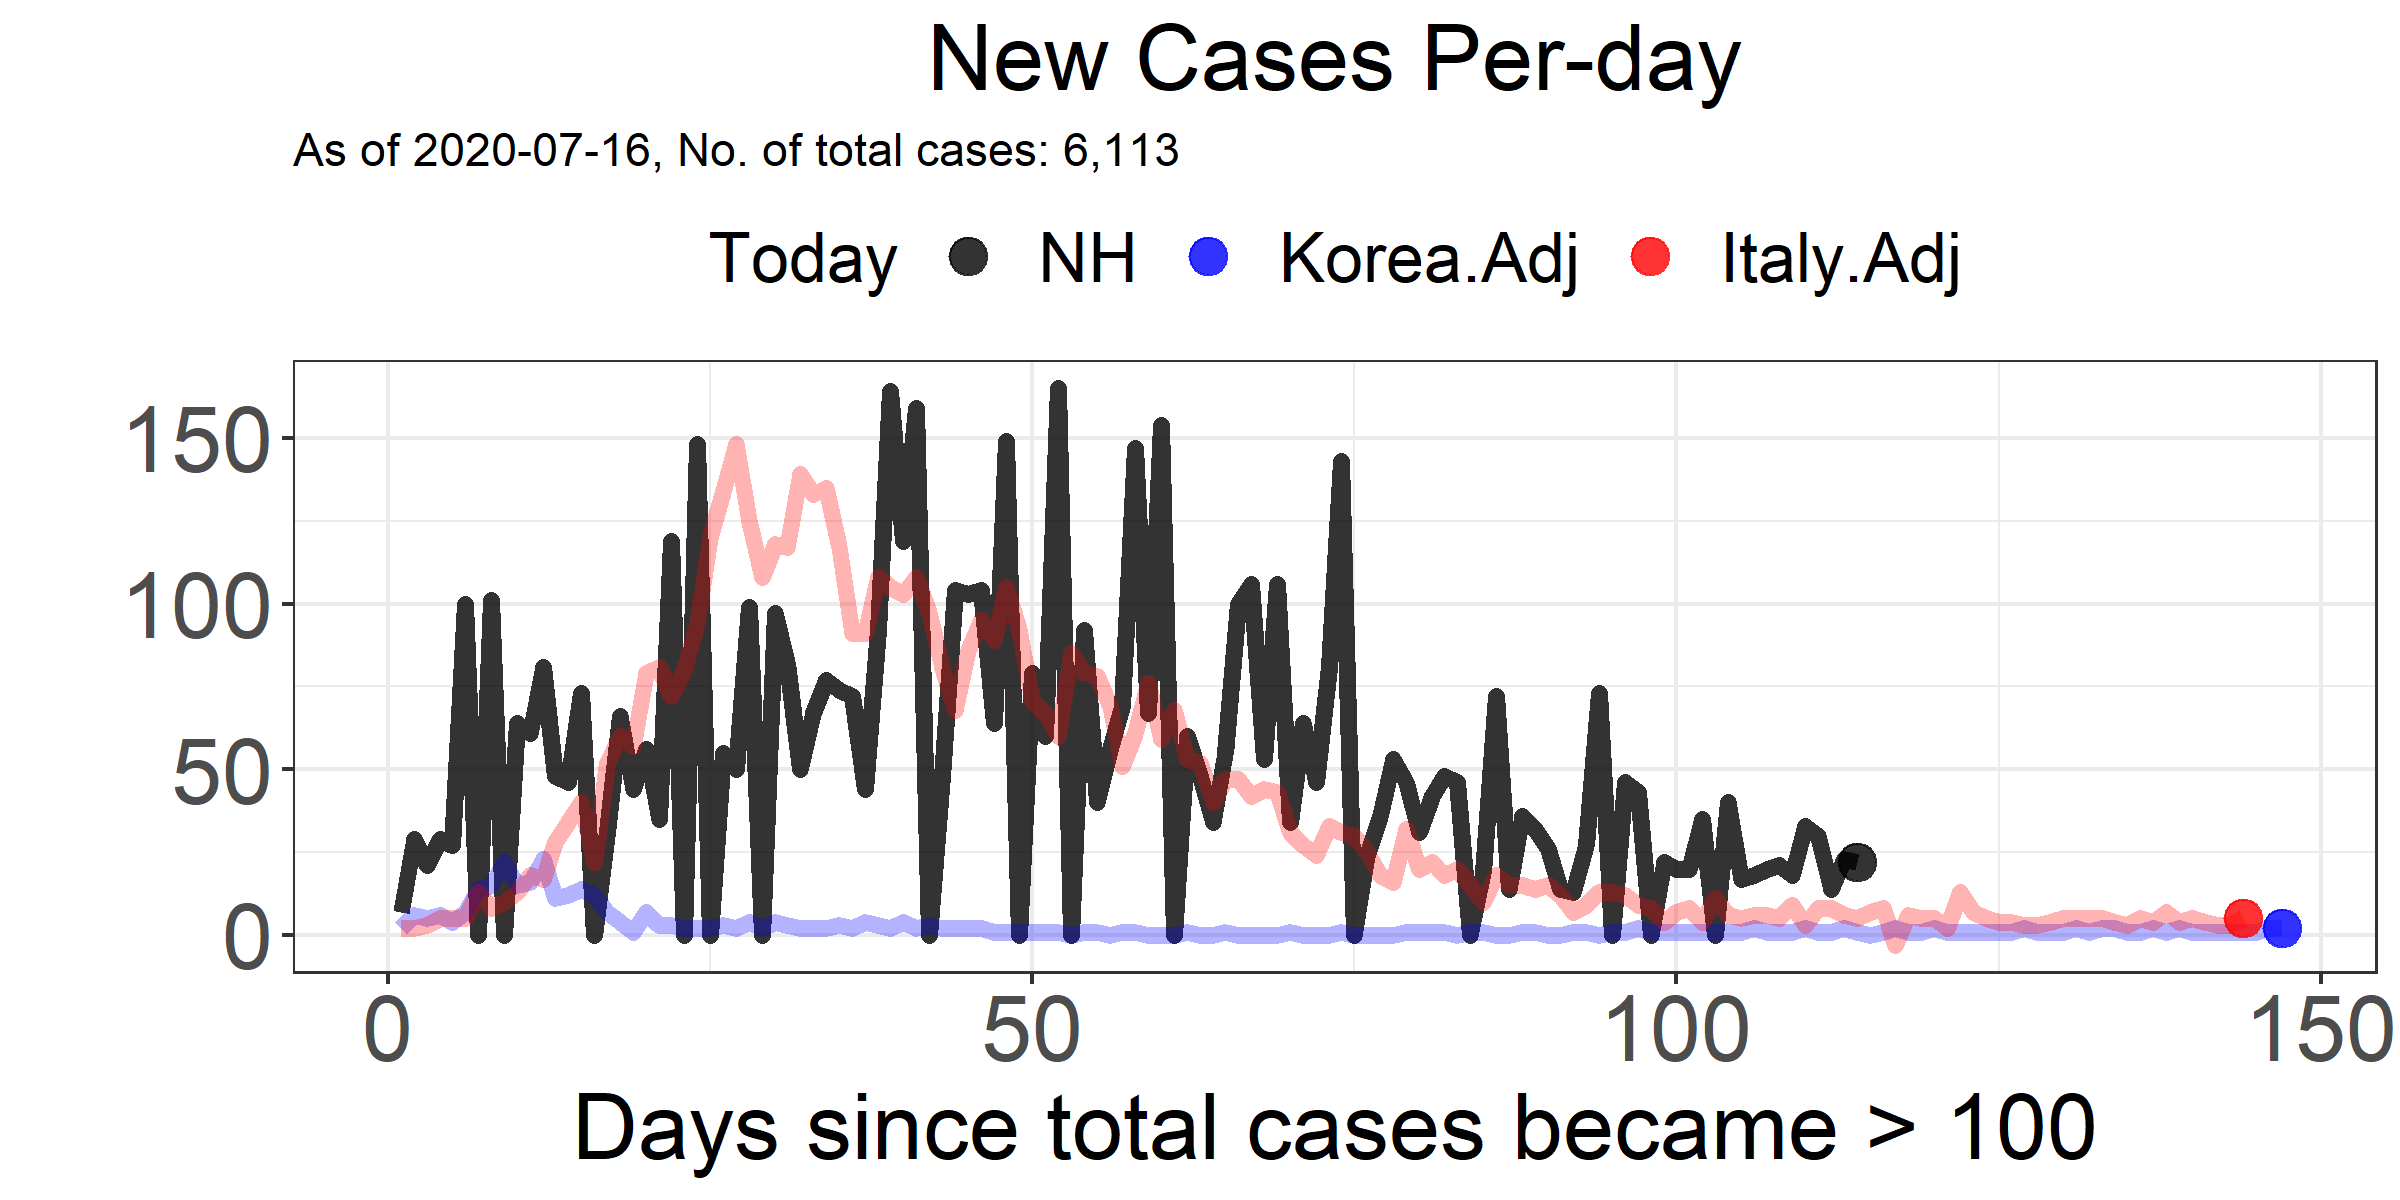 New Cases Per-day
As of 2020-07-16, No. of total cases: 6,113
Today NH Korea.Adj Italy.Adj
150
100
50
0
0 50 100 150
Days since total cases became > 100